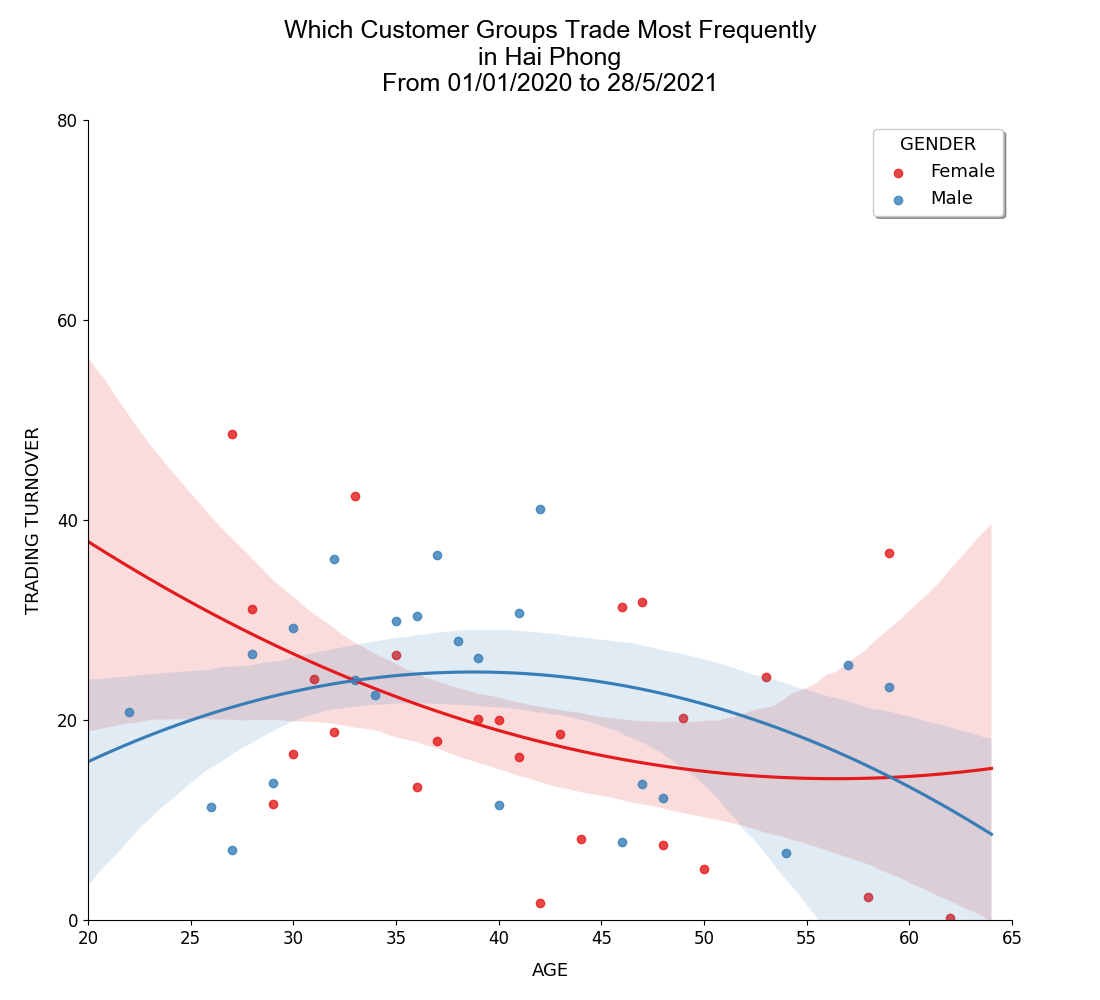 Which Customer Groups Trade Most Frequently
in Hai Phong
From 01/01/2020 to 28/5/2021
GENDER
Female
Male
TRADING TURNOVER
80
60
40
20
0
20 25 30 35 40 45 50 55 60 65
AGE